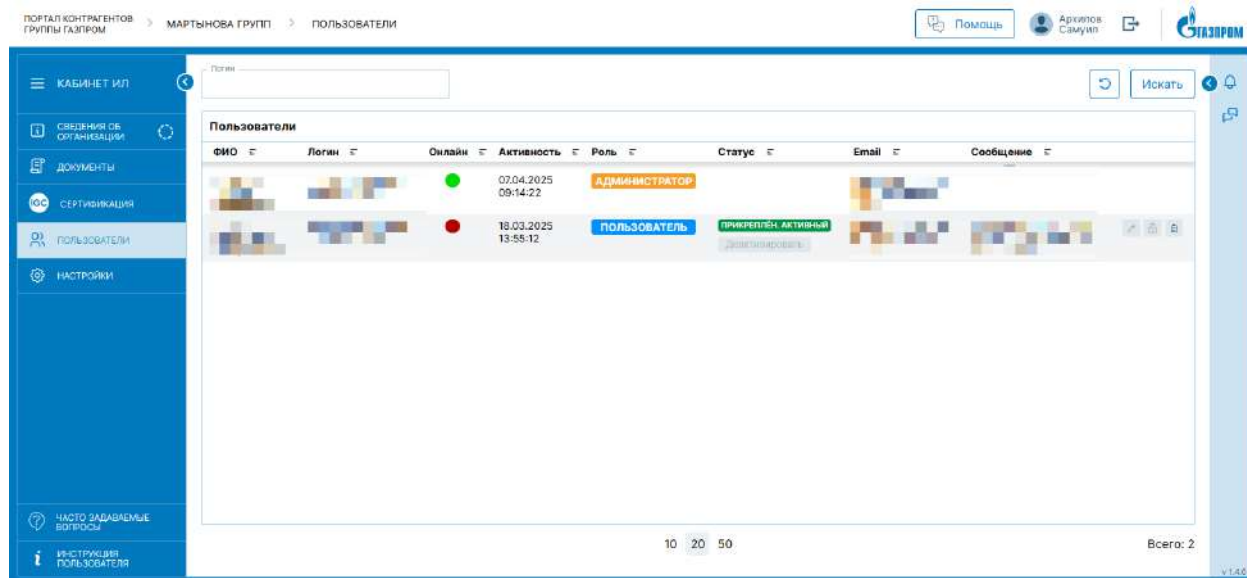 ПОРТАЛ КОНТРАГЕНТОВ
ГРУППЫ ГАЗПРОМ
МАРТЫНОВА ГРУПП
ПОЛЬЗОВАТЕЛИ
Помощь
Архипов
Самуил
ГАЗПРОМ
КАБИНЕТ ИЛ
СВЕДЕНИЯ ОБ
ОРГАНИЗАЦИИ
ДОКУМЕНТЫ
IGC
СЕРТИФИКАЦИЯ
ПОЛЬЗОВАТЕЛИ
НАСТРОЙКИ
ЧАСТО ЗАДАВАЕМЫЕ
ВОПРОСЫ
ИНСТРУКЦИЯ
ПОЛЬЗОВАТЕЛЯ
Логин
Искать
Пользователи
ФИО Логин Онлайн Активность Роль Статус Email Сообщение
07.04.2025
09:14:22
АДМИНИСТРАТОР
18.03.2025
13:55:12
ПОЛЬЗОВАТЕЛЬ
ПРИКРЕПЛЁН. АКТИВНЫЙ
Деактивировать
10 20 50
Всего: 2